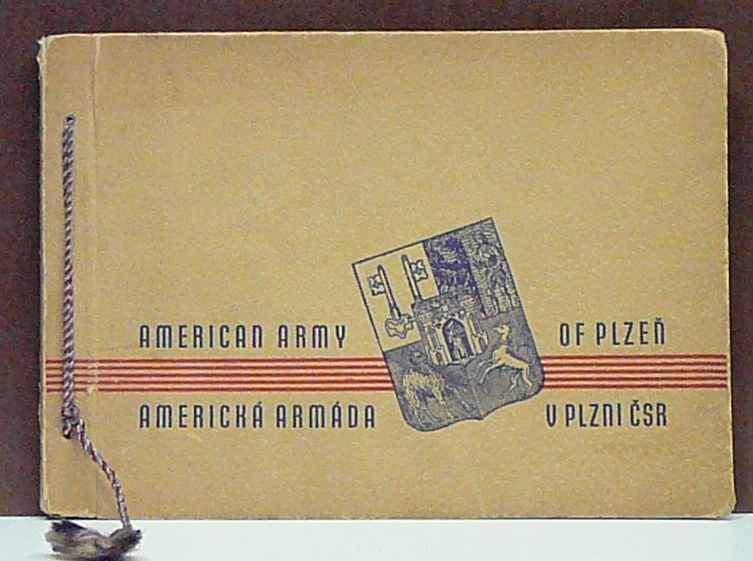 AMERICAN ARMY OF PLZEŇ
AMERICKÁ ARMÁDA V PLZNI ČSR